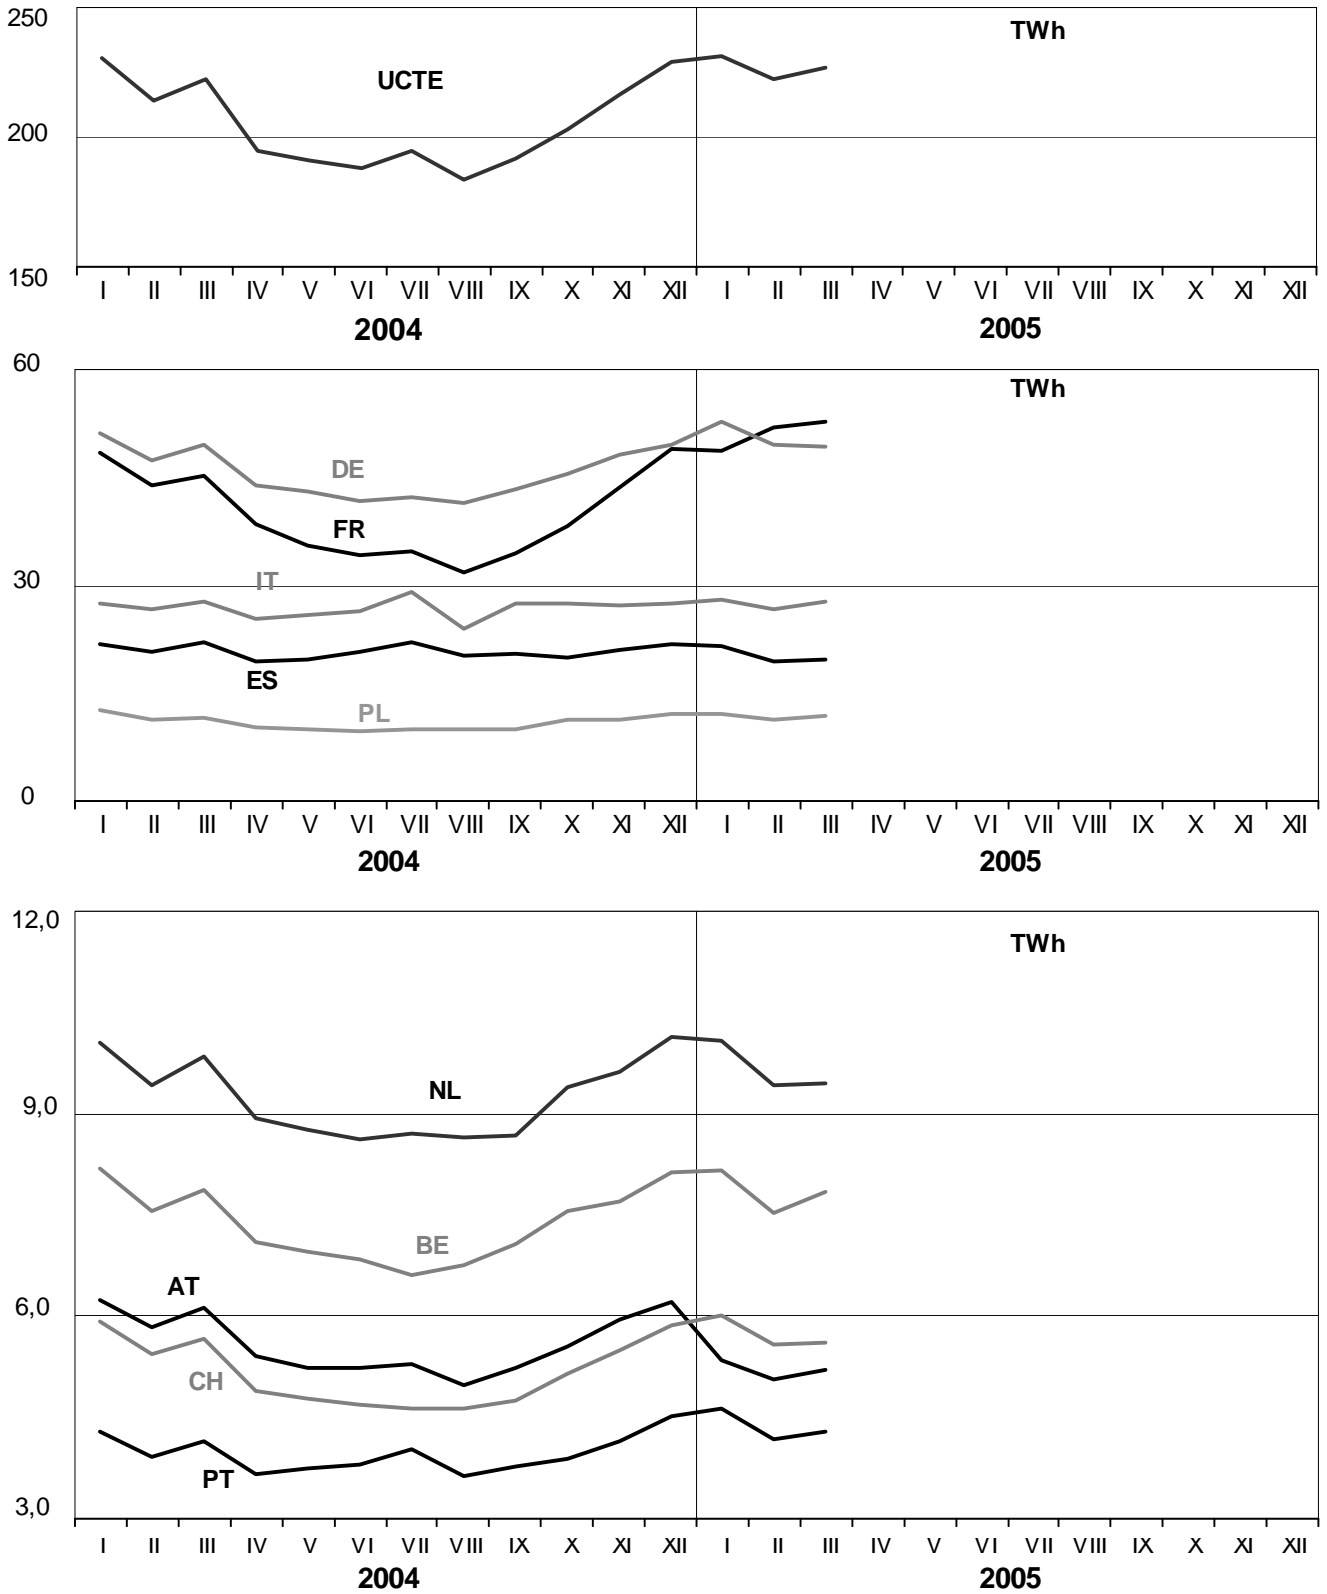 250
TWh
UCTE
200
150
I II III IV V VI VII VIII IX X XI XII I II III IV V VI VII VIII IX X XI XII
2004 2005
60
TWh
DE
FR
30
IT
ES
PL
0
I II III IV V VI VII VIII IX X XI XII I II III IV V VI VII VIII IX X XI XII
2004 2005
12,0
TWh
NL
9,0
BE
AT
6,0
CH
PT
3,0
I II III IV V VI VII VIII IX X XI XII I II III IV V VI VII VIII IX X XI XII
2004 2005